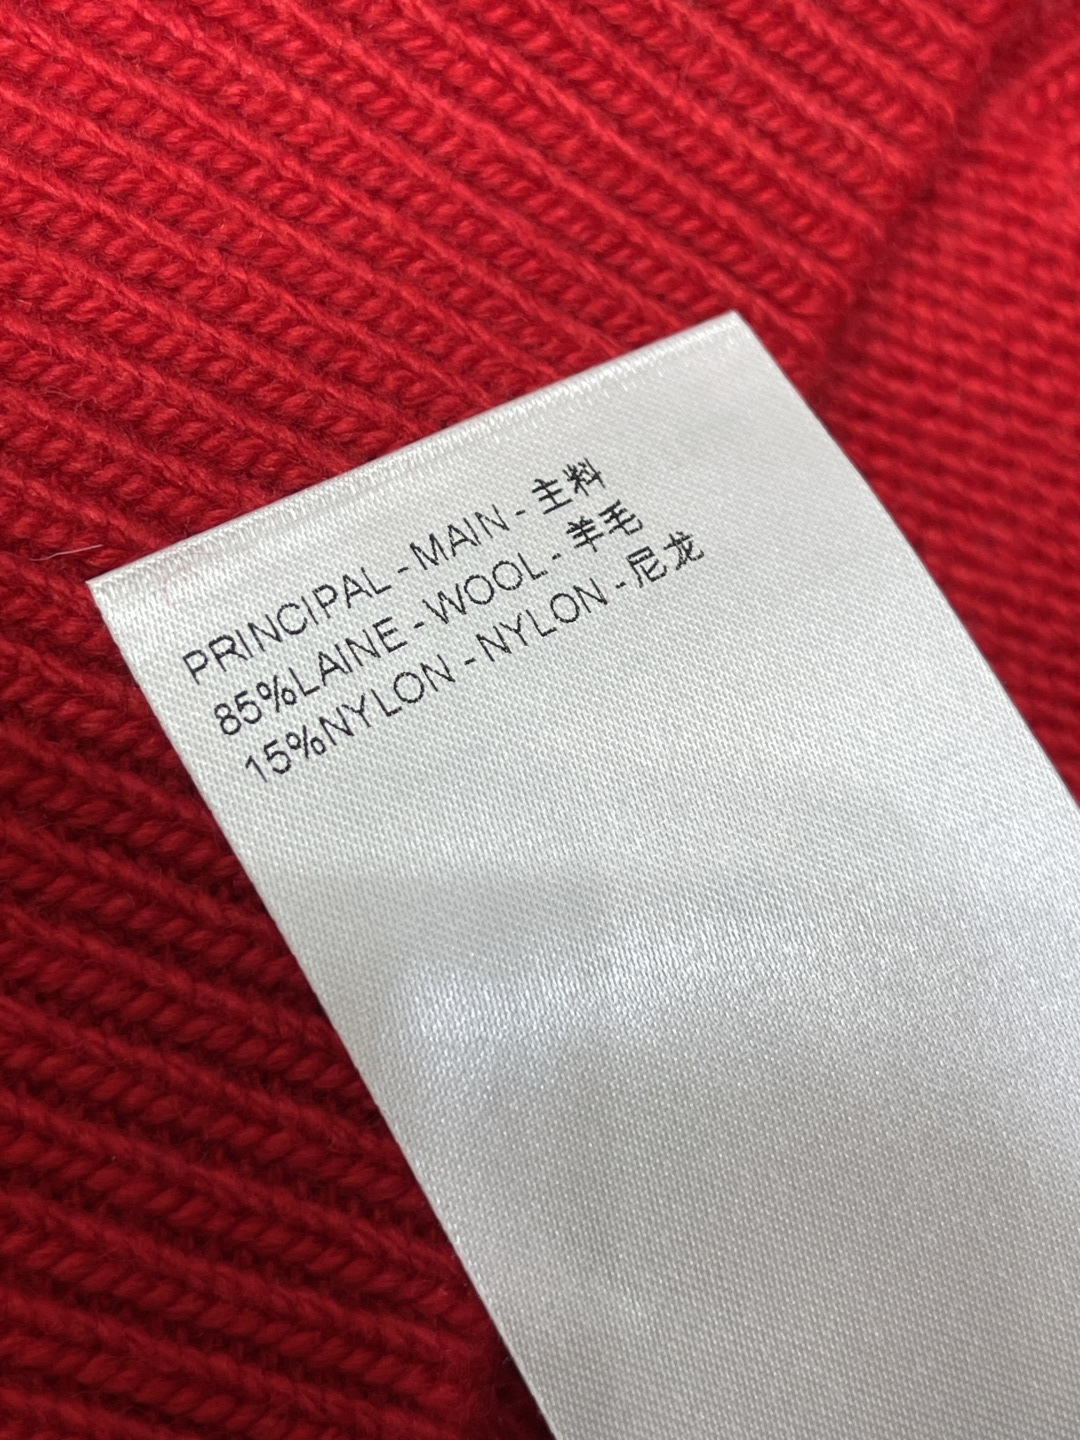 PRINCIPAL - MAIN - 主料
85%LAINE - WOOL - 羊毛
15%NYLON - NYLON - 尼龙